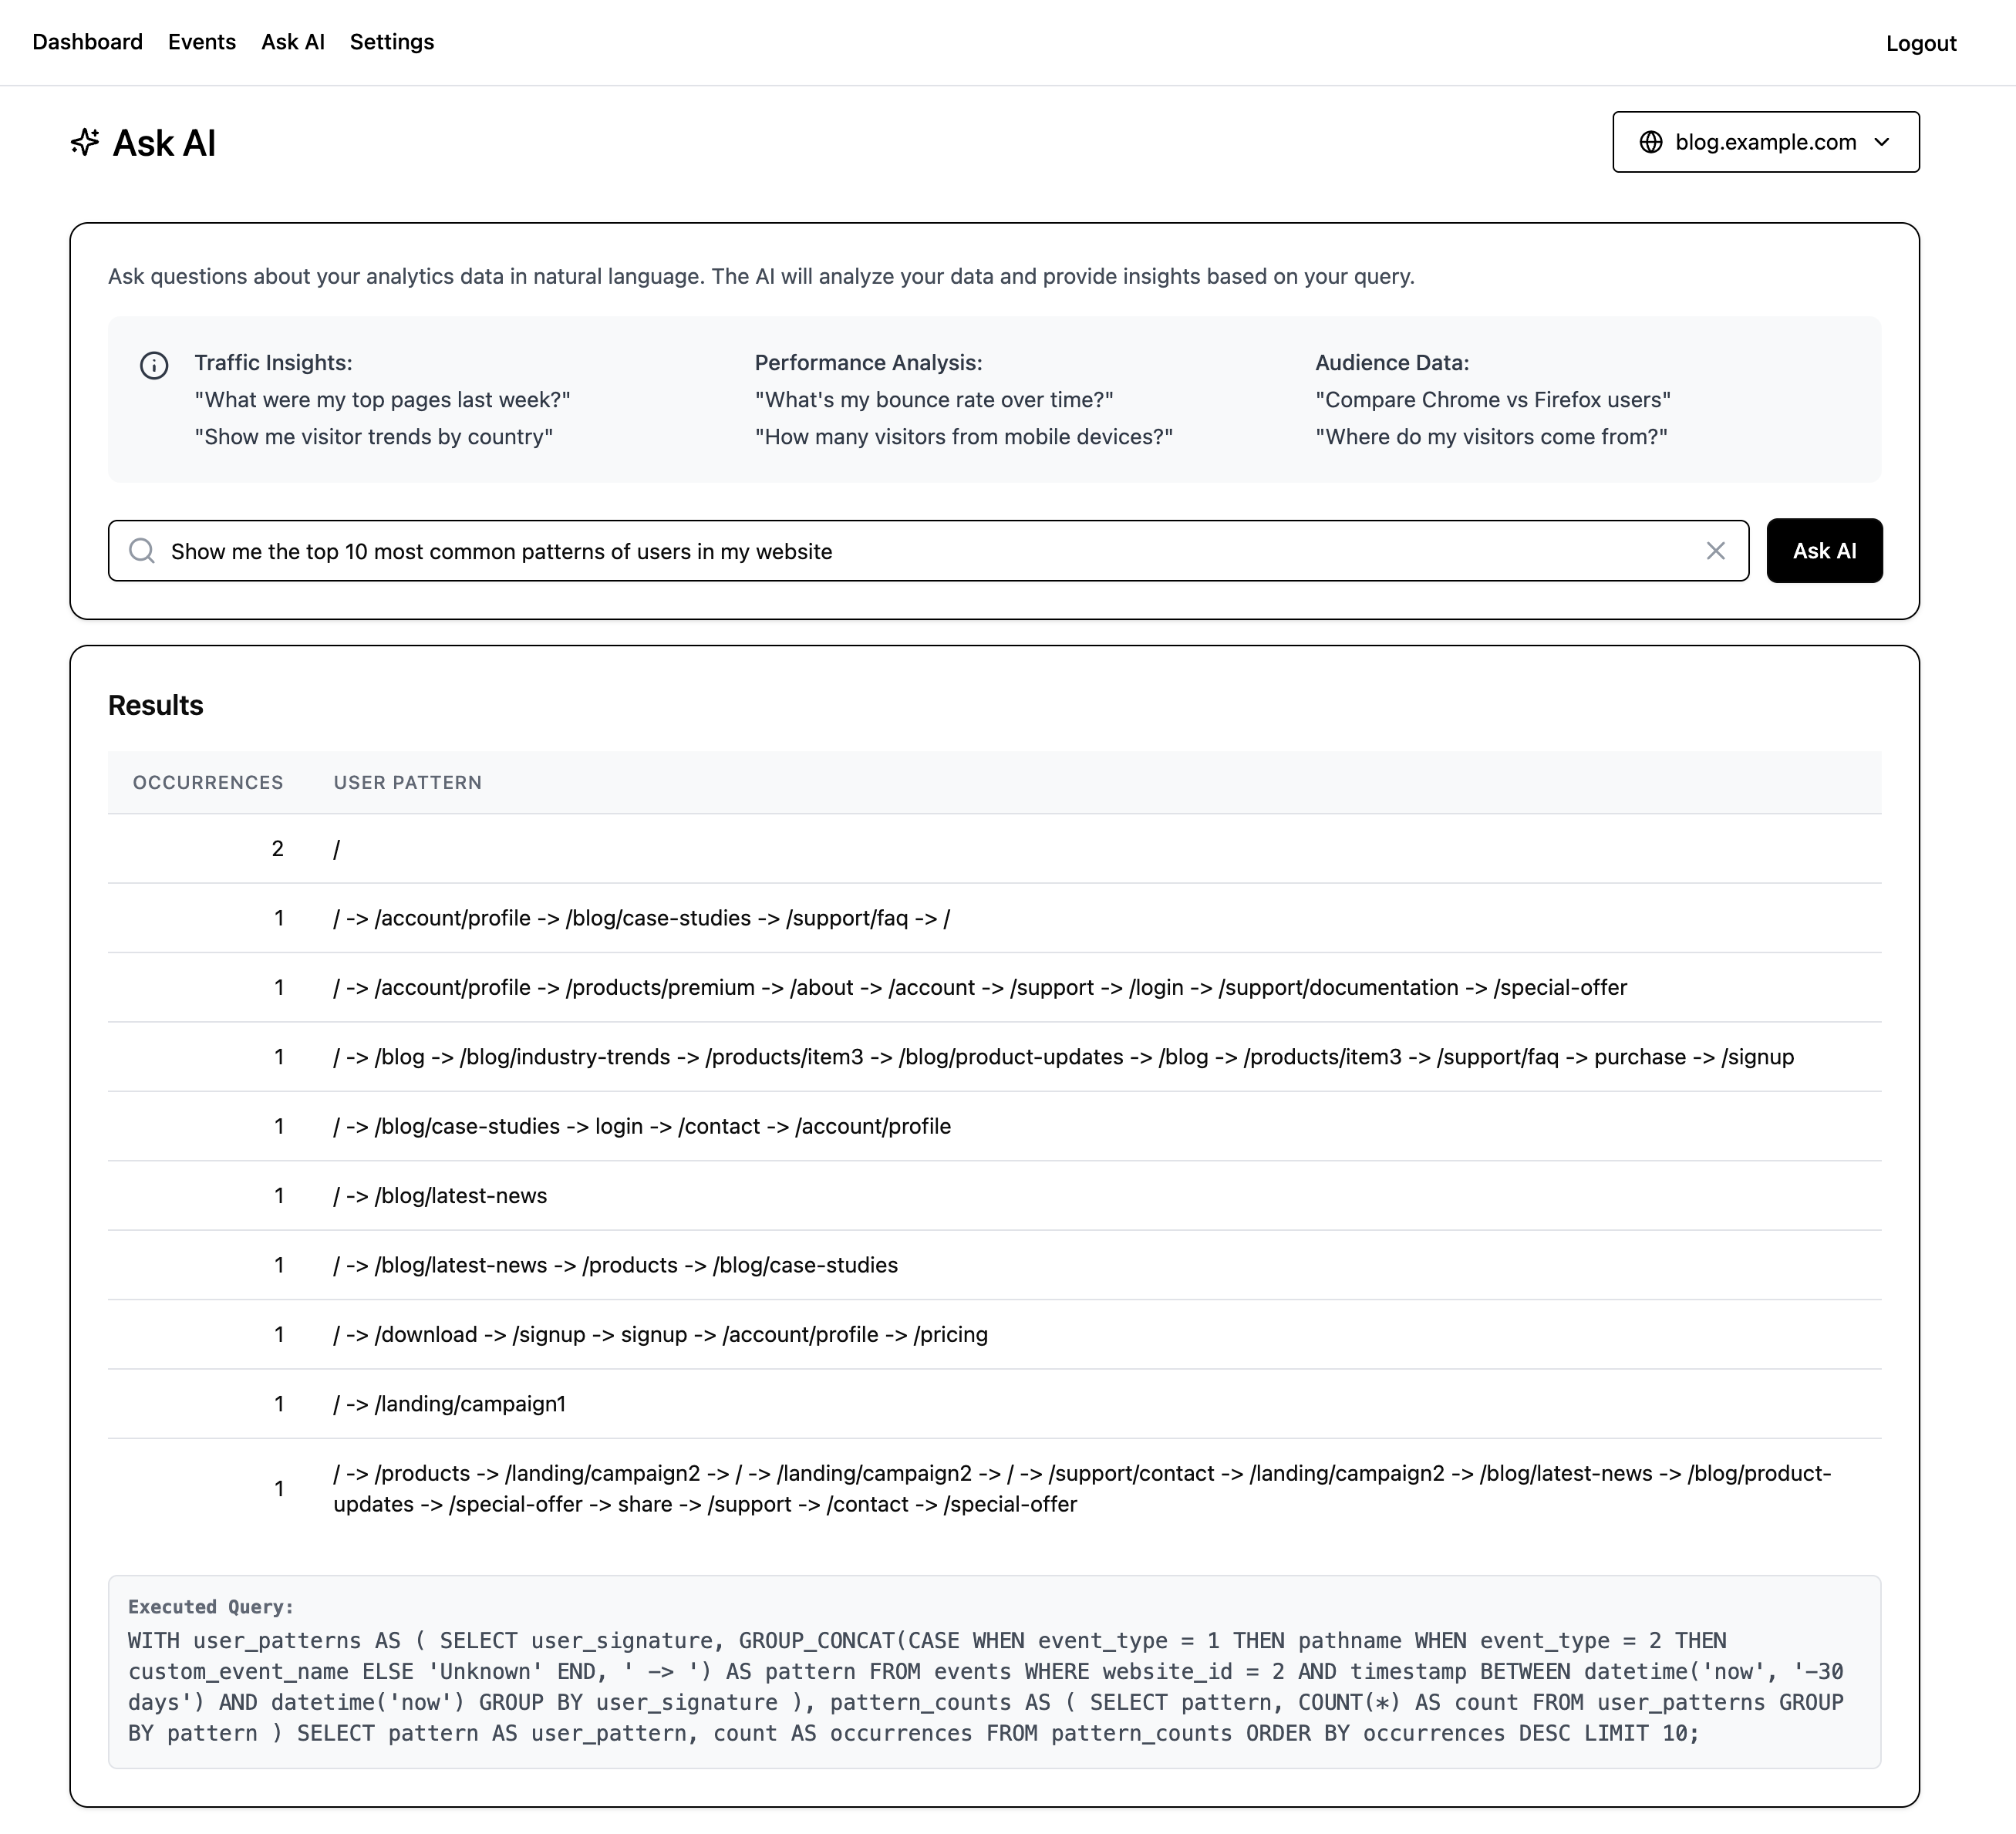 Dashboard Events Ask AI Settings Logout
Ask AI
blog.example.com
Ask questions about your analytics data in natural language. The AI will analyze your data and provide insights based on your query.
Traffic Insights:
"What were my top pages last week?"
"Show me visitor trends by country"
Performance Analysis:
"What's my bounce rate over time?"
"How many visitors from mobile devices?"
Audience Data:
"Compare Chrome vs Firefox users"
"Where do my visitors come from?"
Show me the top 10 most common patterns of users in my website
Ask AI
Results
OCCURRENCES USER PATTERN
2 /
1 / -> /account/profile -> /blog/case-studies -> /support/faq -> /
1 / -> /account/profile -> /products/premium -> /about -> /account -> /support -> /login -> /support/documentation -> /special-offer
1 / -> /blog -> /blog/industry-trends -> /products/item3 -> /blog/product-updates -> /blog -> /products/item3 -> /support/faq -> purchase -> /signup
1 / -> /blog/case-studies -> login -> /contact -> /account/profile
1 / -> /blog/latest-news
1 / -> /blog/latest-news -> /products -> /blog/case-studies
1 / -> /download -> /signup -> signup -> /account/profile -> /pricing
1 / -> /landing/campaign1
1 / -> /products -> /landing/campaign2 -> / -> /landing/campaign2 -> / -> /support/contact -> /landing/campaign2 -> /blog/latest-news -> /blog/product-
updates -> /special-offer -> share -> /support -> /contact -> /special-offer
Executed Query:
WITH user_patterns AS ( SELECT user_signature, GROUP_CONCAT(CASE WHEN event_type = 1 THEN pathname WHEN event_type = 2 THEN
custom_event_name ELSE 'Unknown' END, ' -> ') AS pattern FROM events WHERE website_id = 2 AND timestamp BETWEEN datetime('now', '-30
days') AND datetime('now') GROUP BY user_signature ), pattern_counts AS ( SELECT pattern, COUNT(*) AS count FROM user_patterns GROUP
BY pattern ) SELECT pattern AS user_pattern, count AS occurrences FROM pattern_counts ORDER BY occurrences DESC LIMIT 10;